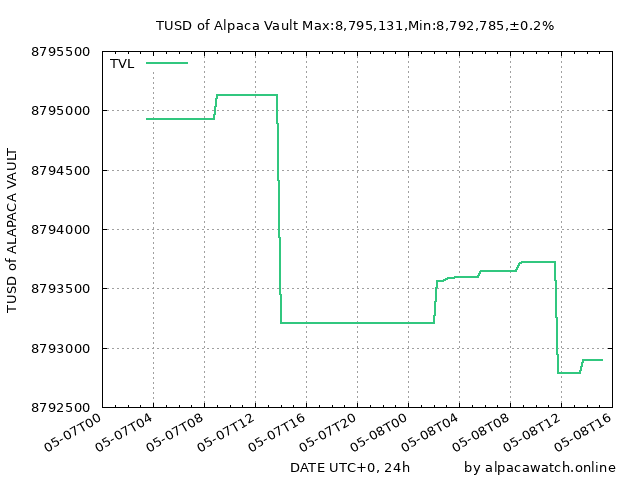 TUSD of Alpaca Vault Max:8,795,131,Min:8,792,785,±0.2%
TVL
8795500
8795000
8794500
8794000
8793500
8793000
8792500
TUSD of ALAPACA VAULT
05-07T00
05-07T04
05-07T08
05-07T12
05-07T16
05-07T20
05-08T00
05-08T04
05-08T08
05-08T12
05-08T16
DATE UTC+0, 24h
by alpacawatch.online